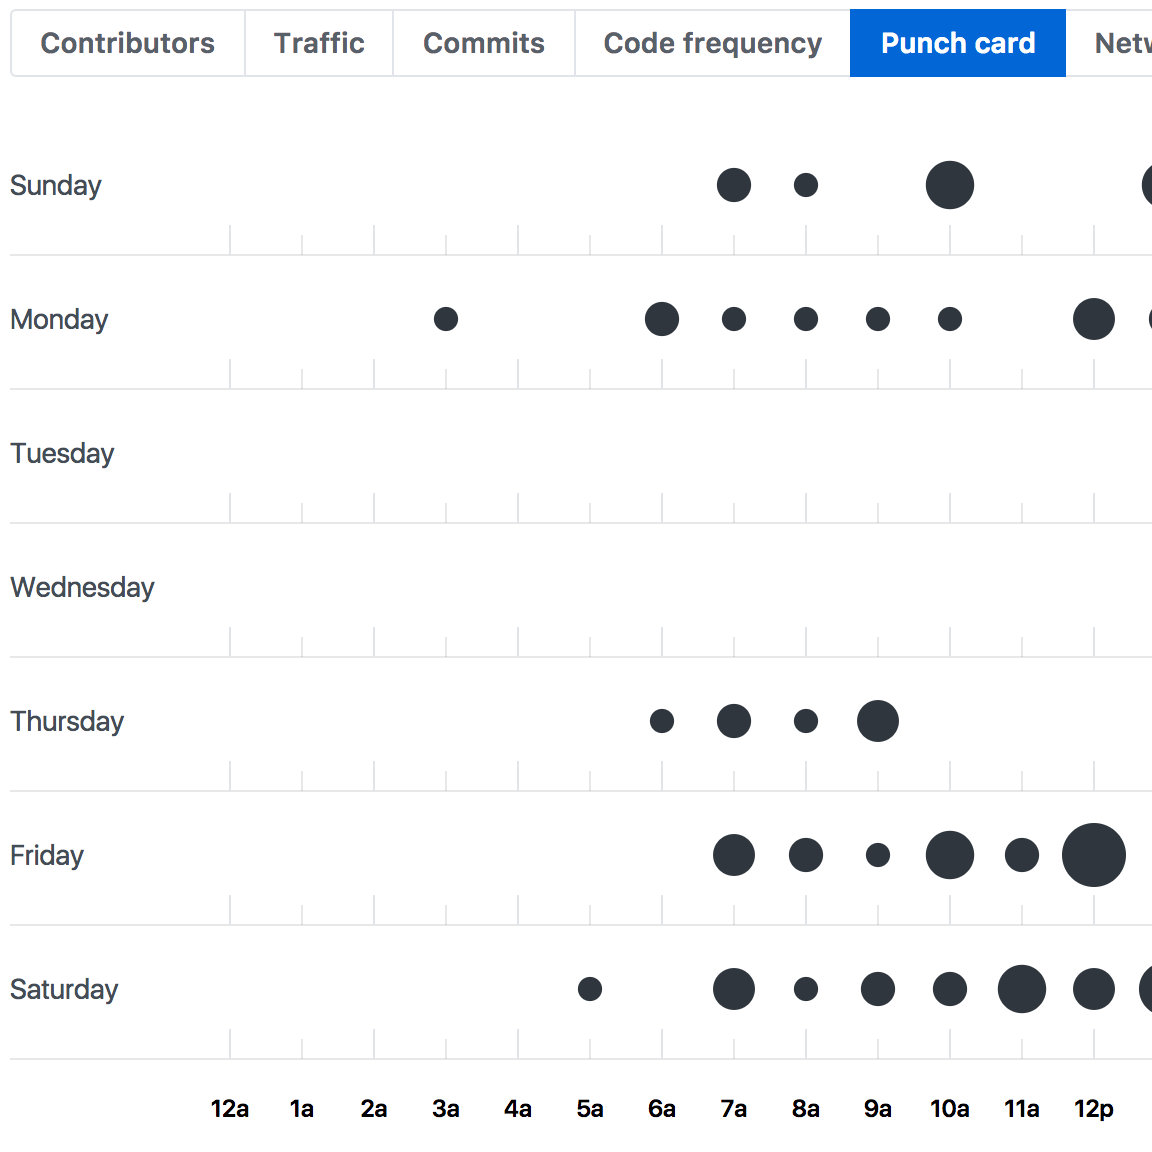 Contributors Traffic Commits Code frequency Punch card
Sunday
Monday
Tuesday
Wednesday
Thursday
Friday
Saturday
12a 1a 2a 3a 4a 5a 6a 7a 8a 9a 10a 11a 12p